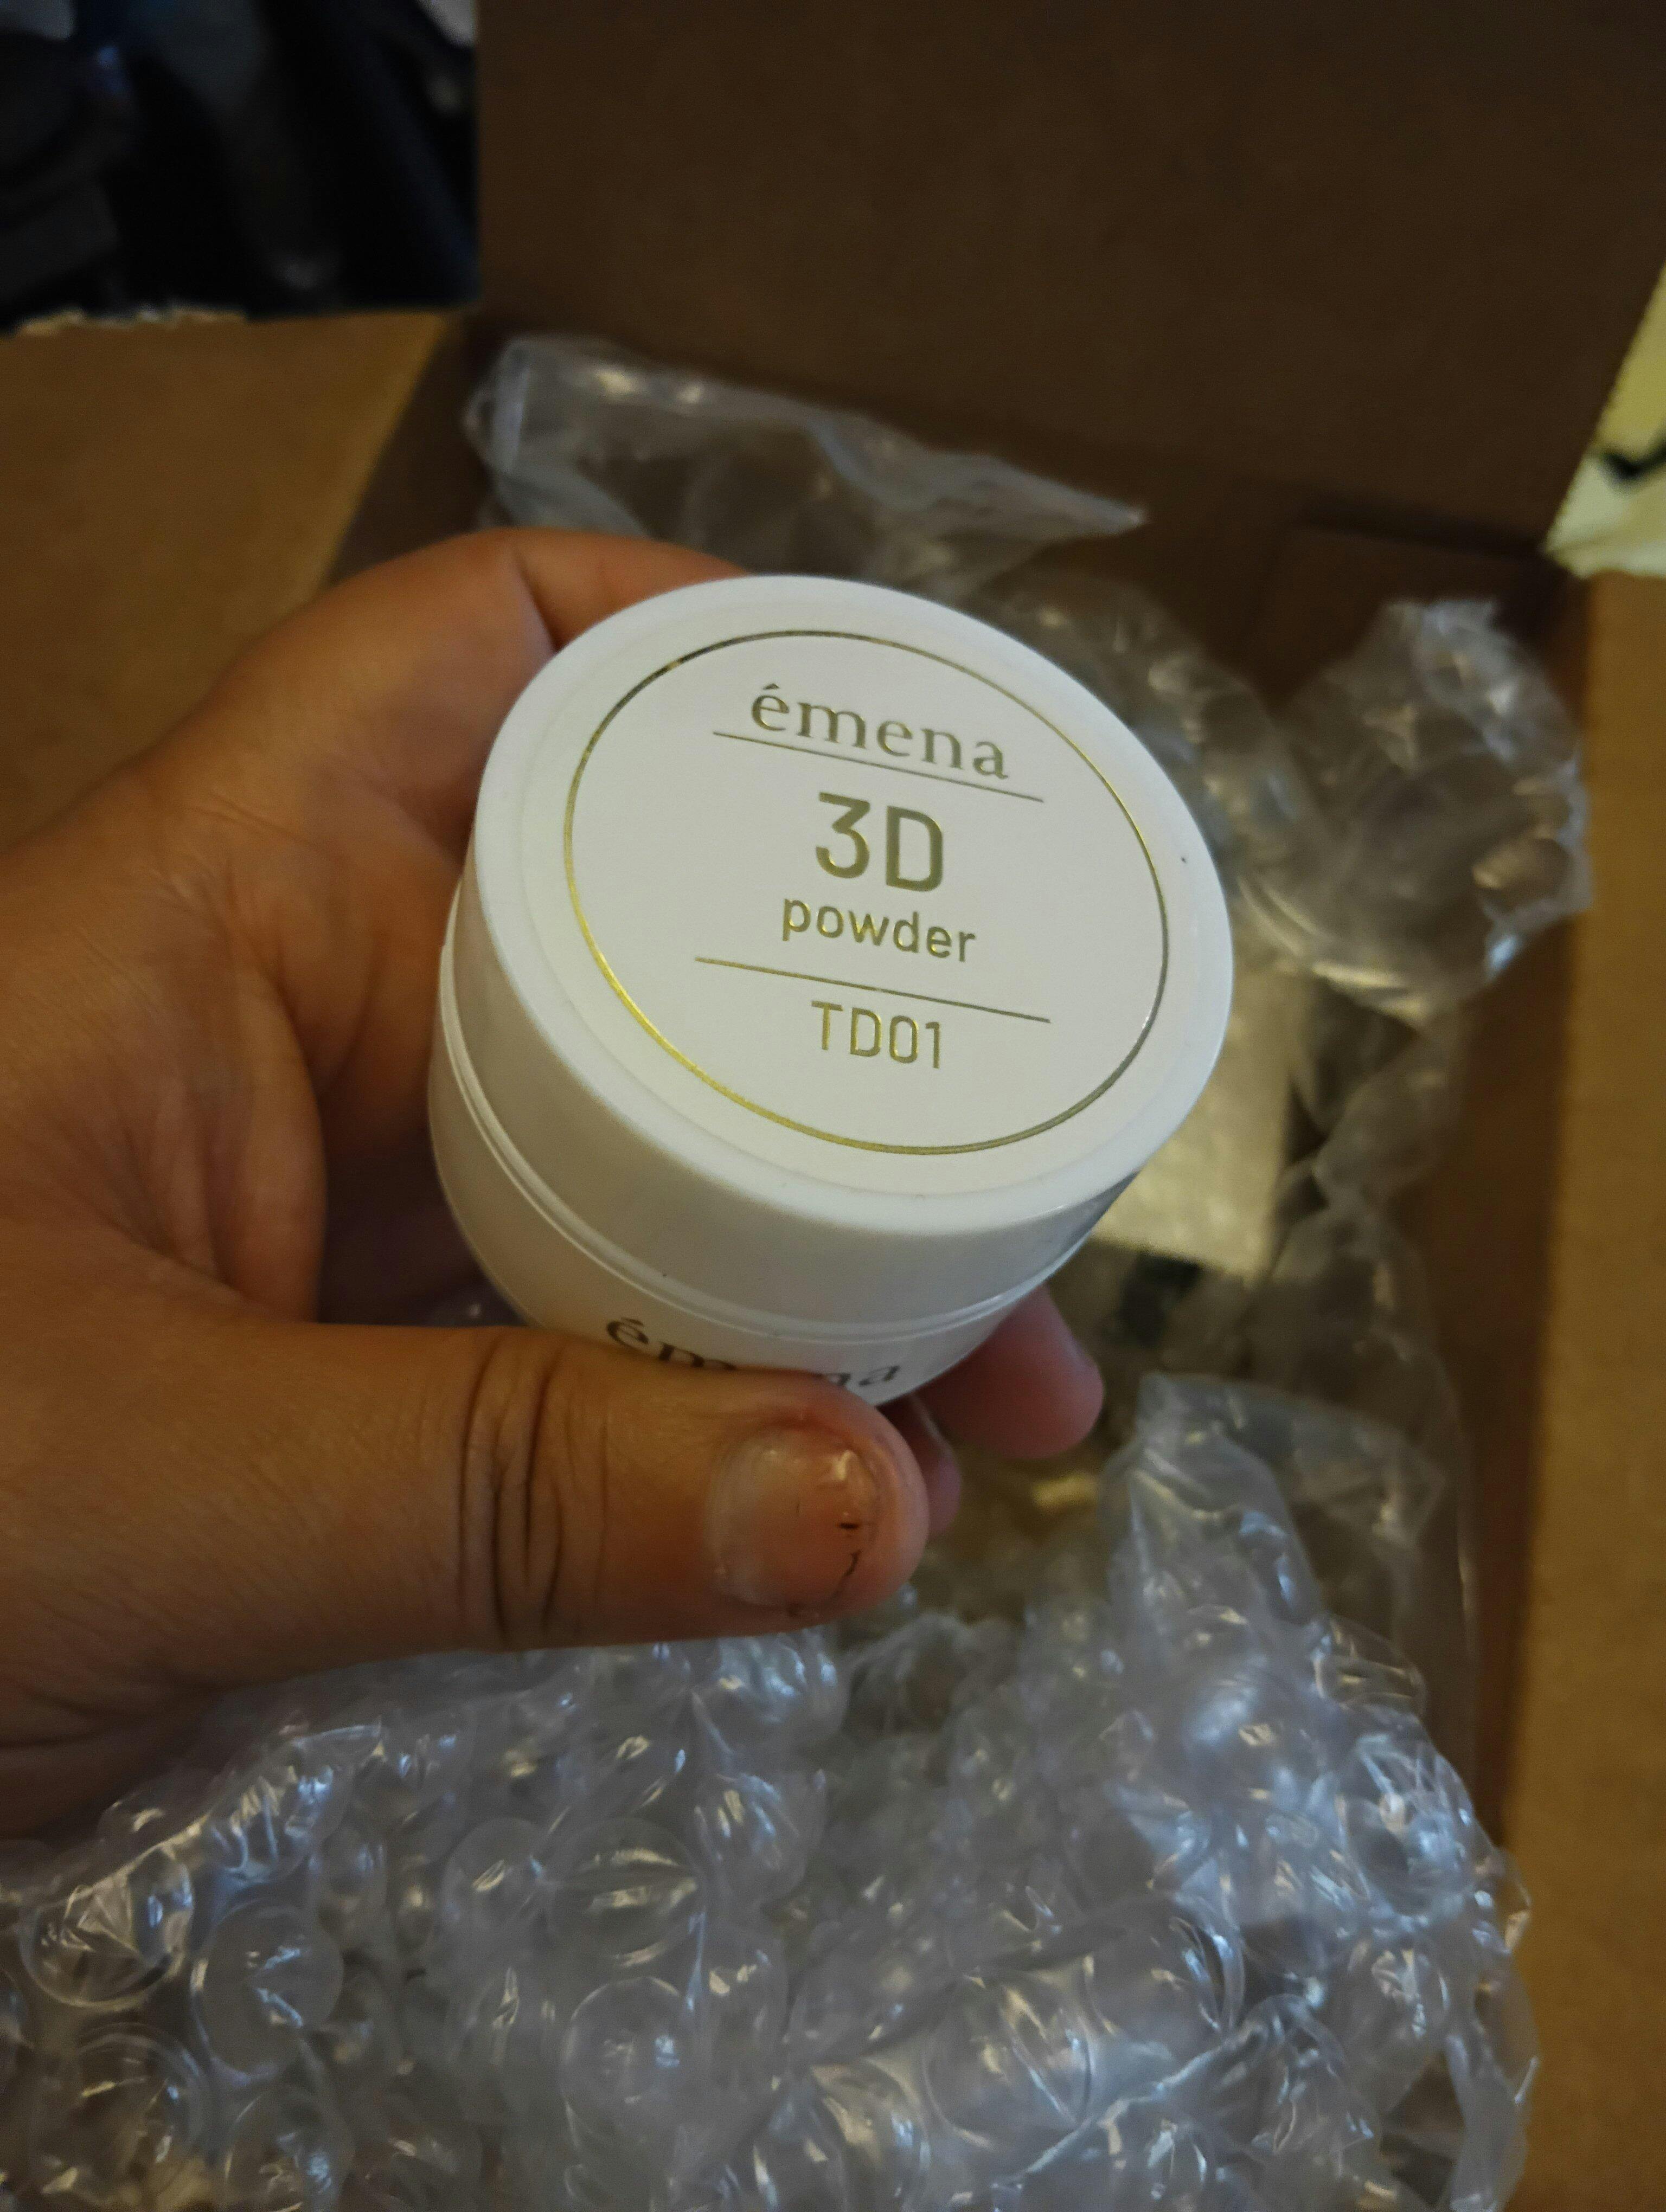 émena
3D
powder
TD01